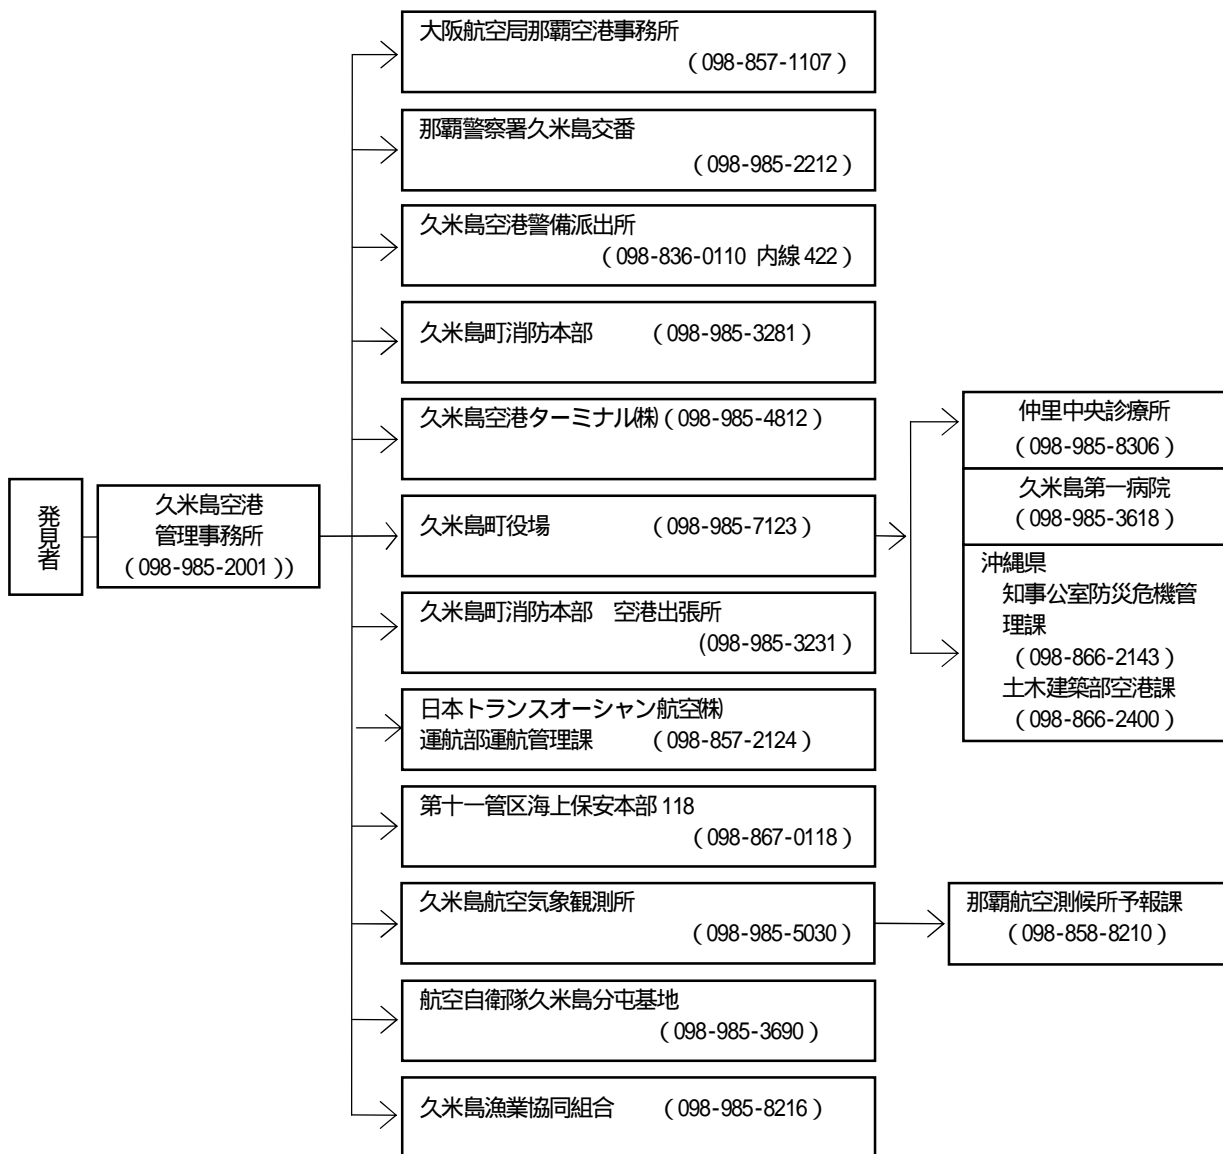 発見者
久米島空港
管理事務所
(098-985-2001))
大阪航空局那覇空港事務所
(098-857-1107)
那覇警察署久米島交番
(098-985-2212)
久米島空港警備派出所
(098-836-0110 内線 422)
久米島町消防本部 (098-985-3281)
久米島空港ターミナル㈱ (098-985-4812)
久米島町役場 (098-985-7123)
久米島町消防本部 空港出張所
(098-985-3231)
日本トランスオーシャン航空㈱
運航部運航管理課 (098-857-2124)
第十一管区海上保安本部 118
(098-867-0118)
久米島航空気象観測所
(098-985-5030)
航空自衛隊久米島分屯基地
(098-985-3690)
久米島漁業協同組合 (098-985-8216)
仲里中央診療所
(098-985-8306)
久米島第一病院
(098-985-3618)
沖縄県
知事公室防災危機管
理課
(098-866-2143)
土木建築部空港課
(098-866-2400)
那覇航空測候所予報課
(098-858-8210)